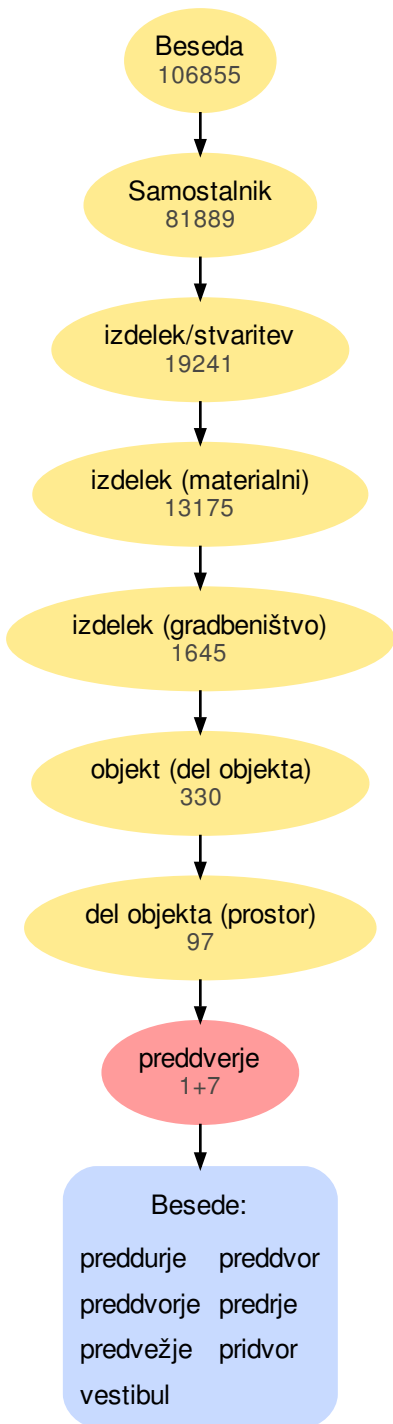 Beseda
106855
Samostalnik
81889
izdelek/stvaritev
19241
izdelek (materialni)
13175
izdelek (gradbeništvo)
1645
objekt (del objekta)
330
del objekta (prostor)
97
preddverje
1+7
Besede:
preddurje preddvor
preddvorje predrje
predvežje pridvor
vestibul